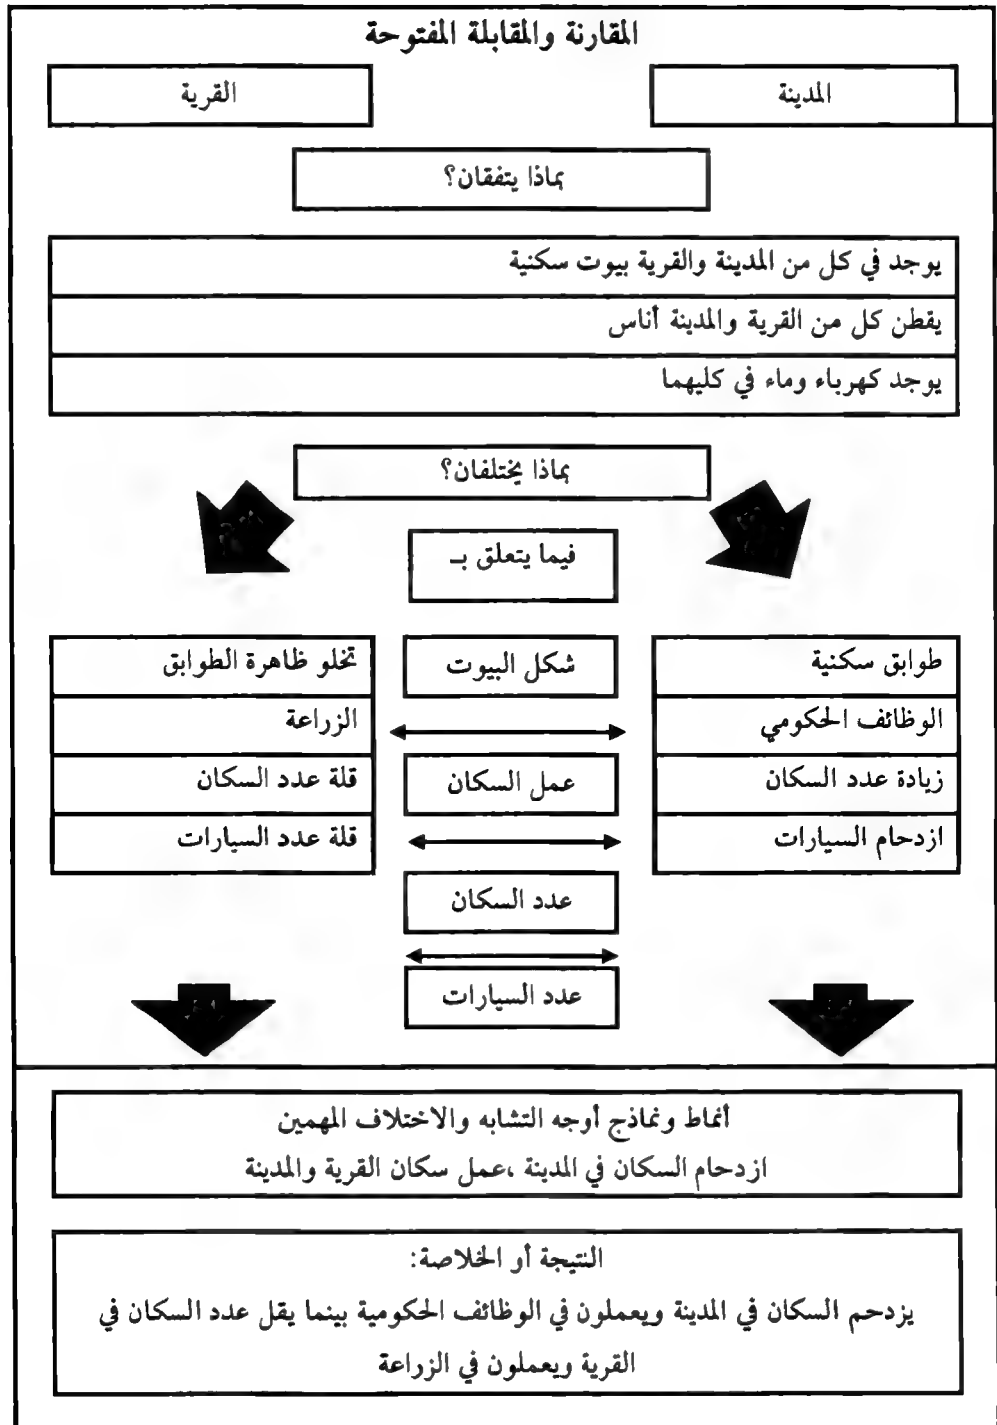 المقارنة والمقابلة المفتوحة
المدينة
القرية
بماذا يتفقان؟
يوجد في كل من المدينة والقرية بيوت سكنية
يقطن كل من القرية والمدينة أناس
يوجد كهرباء وماء في كليهما
بماذا يختلفان؟
فيما يتعلق بـ
طوابق سكنية
شكل البيوت
تخلو ظاهرة الطوابق
الوظائف الحكومي
الزراعة
زيادة عدد السكان
عمل السكان
قلة عدد السكان
ازدحام السيارات
قلة عدد السيارات
عدد السكان
عدد السيارات
أنماط ونماذج أوجه التشابه والاختلاف المهمين
ازدحام السكان في المدينة ،عمل سكان القرية والمدينة
النتيجة أو الخلاصة:
يزدحم السكان في المدينة ويعملون في الوظائف الحكومية بينما يقل عدد السكان في
القرية ويعملون في الزراعة